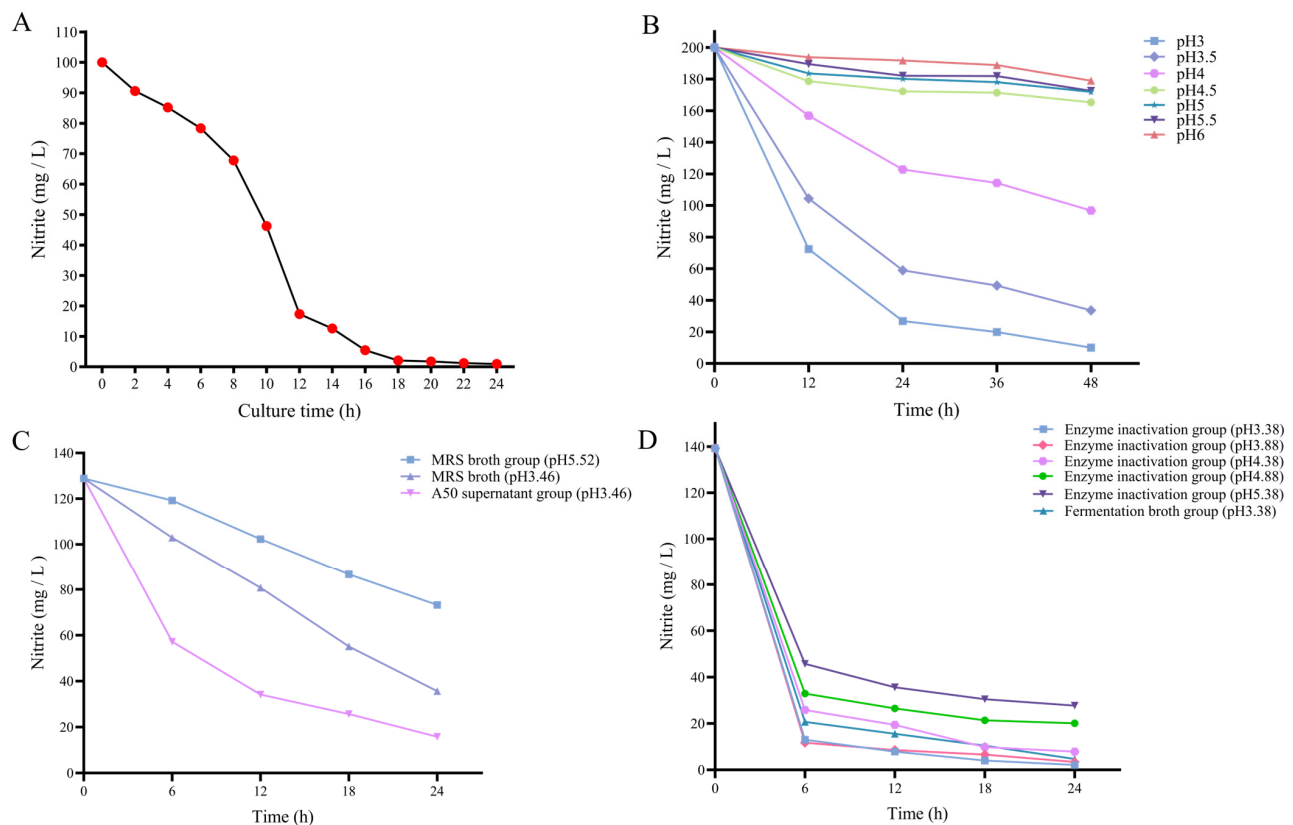 A
Nitrite (mg / L)
110
100
90
80
70
60
50
40
30
20
10
0
0 2 4 6 8 10 12 14 16 18 20 22 24
Culture time (h)
B
Nitrite (mg / L)
200
180
160
140
120
100
80
60
40
20
0
0 12 24 36 48
Time (h)
pH3
pH3.5
pH4
pH4.5
pH5
pH5.5
pH6
C
Nitrite (mg / L)
140
120
100
80
60
40
20
0
0 6 12 18 24
Time (h)
MRS broth group (pH5.52)
MRS broth (pH3.46)
A50 supernatant group (pH3.46)
D
Nitrite (mg / L)
140
120
100
80
60
40
20
0
0 6 12 18 24
Time (h)
Enzyme inactivation group (pH3.38)
Enzyme inactivation group (pH3.88)
Enzyme inactivation group (pH4.38)
Enzyme inactivation group (pH4.88)
Enzyme inactivation group (pH5.38)
Fermentation broth group (pH3.38)